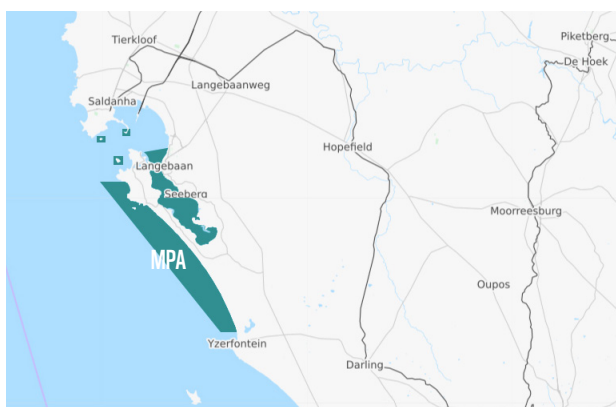 Piketberg
Tierkloof
De Hoek
Langebaanweg
Saldanha
Hopefield
Langebaan
Seeberg
Moorreesburg
MPA
Oupos
Yzerfontein
Darling